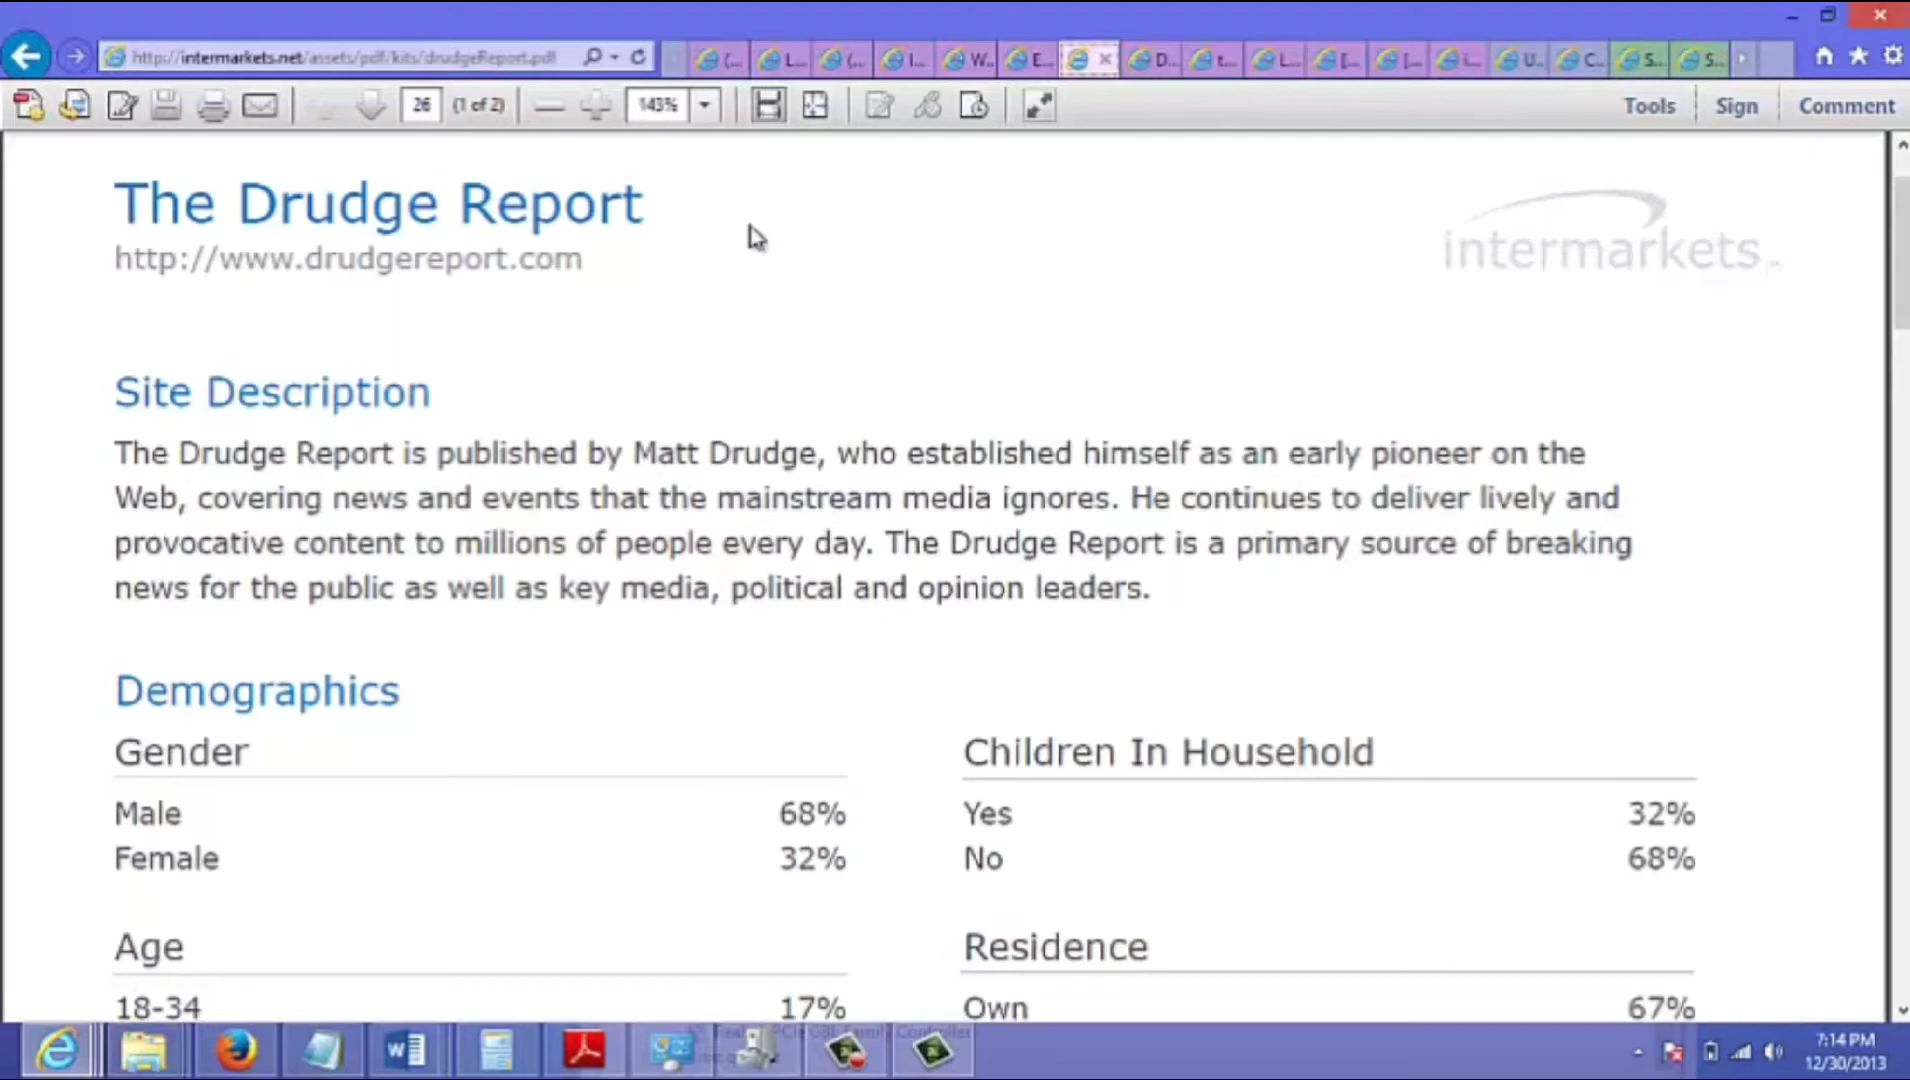 http://intermarkets.net/assets/pdf/kits/drudgeReport.pdf
(... L... (... I... W... E... D... t... L... [... [... i... U... C... S... S...
26 (1 of 2) 143% Tools Sign Comment
The Drudge Report
http://www.drudgereport.com
intermarkets
Site Description
The Drudge Report is published by Matt Drudge, who established himself as an early pioneer on the
Web, covering news and events that the mainstream media ignores. He continues to deliver lively and
provocative content to millions of people every day. The Drudge Report is a primary source of breaking
news for the public as well as key media, political and opinion leaders.
Demographics
Gender
Male 68%
Female 32%
Children In Household
Yes 32%
No 68%
Age
18-34 17%
Residence
Own 67%
7:14 PM
12/30/2013